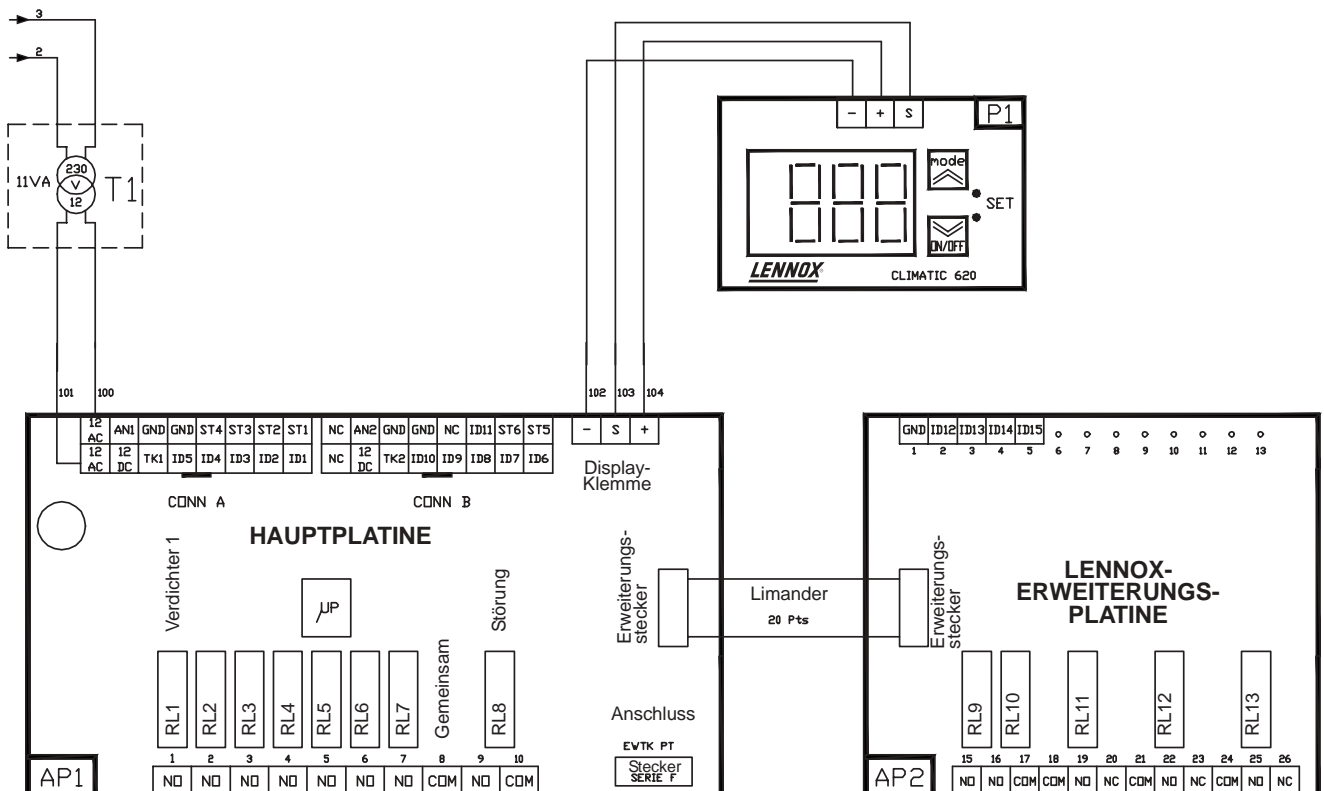 3
2
11VA
230
V
12
T1
101
100
102
103
104
- + S
P1
mode
SET
ON/OFF
LENNOX
CLIMATIC 620
12 AC AN1 GND GND ST4 ST3 ST2 ST1
12 AC 12 DC TK1 ID5 ID4 ID3 ID2 ID1
CONN A
NC AN2 GND GND NC ID11 ST6 ST5
NC 12 DC TK2 ID10 ID9 ID8 ID7 ID6
CONN B
- S +
Display-
Klemme
HAUPTPLATINE
µP
Verdichter 1
Störung
Gemeinsam
RL1
RL2
RL3
RL4
RL5
RL6
RL7
RL8
1 2 3 4 5 6 7 8 9 10
NO NO NO NO NO NO NO COM NO COM
AP1
Erweiterungs-
stecker
Anschluss
EWTK PT
Stecker
SERIE F
Limander
20 Pts
GND ID12 ID13 ID14 ID15
1 2 3 4 5 6 7 8 9 10 11 12 13
Erweiterungs-
stecker
LENNOX-
ERWEITERUNGS-
PLATINE
RL9
RL10
RL11
RL12
RL13
15 16 17 18 19 20 21 22 23 24 25 26
NO NO COM COM NO NC COM NO NC COM NO NC
AP2